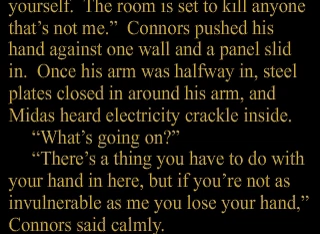 yourself.  The room is set to kill anyone
that's not me.”  Connors pushed his
hand against one wall and a panel slid
in.  Once his arm was halfway in, steel
plates closed in around his arm, and
Midas heard electricity crackle inside.
“What's going on?”
“There's a thing you have to do with
your hand in here, but if you're not as
invulnerable as me you lose your hand,”
Connors said calmly.